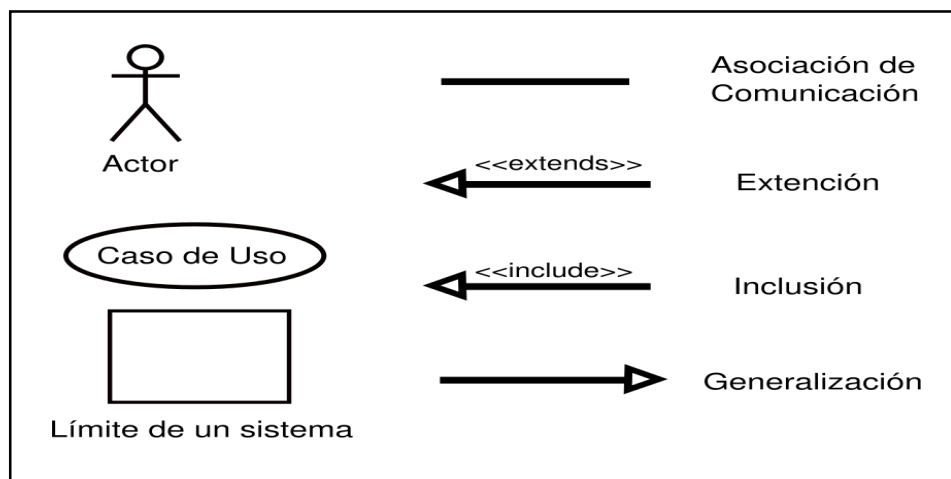 Actor
Caso de Uso
Límite de un sistema
Asociación de
Comunicación
<<extends>>
Extención
<<include>>
Inclusión
Generalización